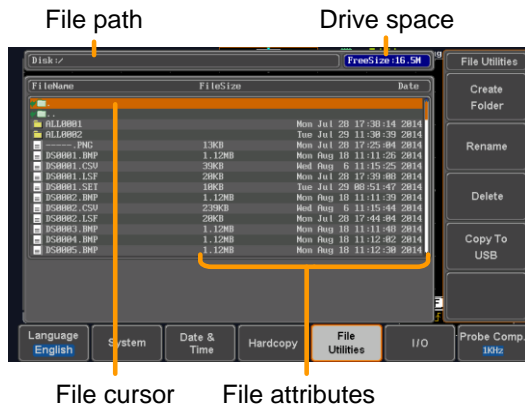 File path
Drive space
Disk:/
FreeSize:16.5M
File Utilities
FileName FileSize Date
.
..
ALL0001 Mon Jul 28 17:38:14 2014
ALL0002 Tue Jul 29 11:30:39 2014
-----.PNG 13KB Mon Jul 28 17:25:04 2014
DS0001.BMP 1.12MB Mon Aug 18 11:11:26 2014
DS0001.CSV 39KB Wed Aug 6 11:15:25 2014
DS0001.LSF 20KB Mon Jul 28 17:39:08 2014
DS0001.SET 10KB Tue Jul 29 08:51:47 2014
DS0002.BMP 1.12MB Mon Aug 18 11:11:39 2014
DS0002.CSV 239KB Wed Aug 6 11:15:44 2014
DS0002.LSF 20KB Mon Jul 28 17:44:04 2014
DS0003.BMP 1.12MB Mon Aug 18 11:11:48 2014
DS0004.BMP 1.12MB Mon Aug 18 11:12:02 2014
DS0005.BMP 1.12MB Mon Aug 18 11:12:30 2014
Create
Folder
Rename
Delete
Copy To
USB
F
Language
English
System
Date &
Time
Hardcopy
File
Utilities
I/O
Probe Comp.
1KHz
File cursor
File attributes